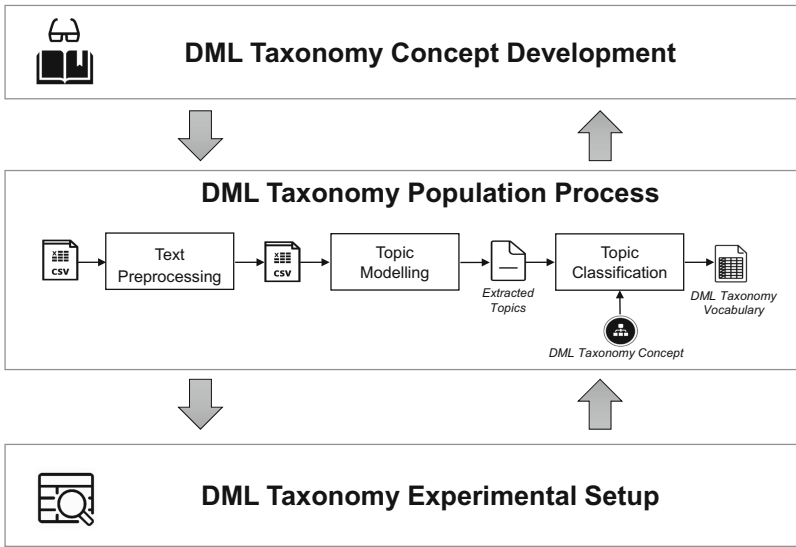 DML Taxonomy Concept Development
DML Taxonomy Population Process
CSV
Text
Preprocessing
CSV
Topic
Modelling
Extracted
Topics
Topic
Classification
DML Taxonomy
Vocabulary
DML Taxonomy Concept
DML Taxonomy Experimental Setup